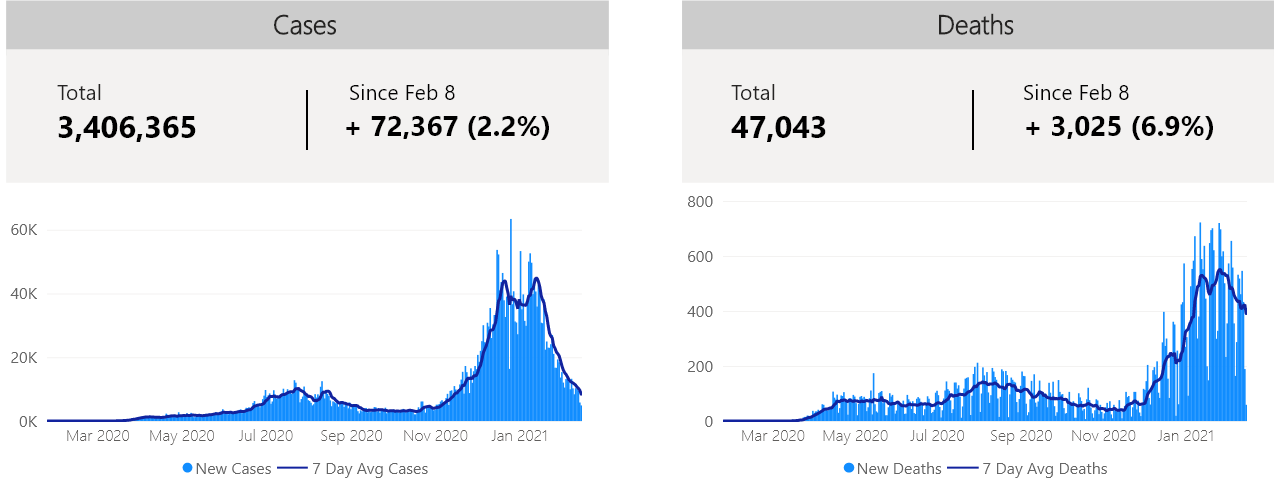 Cases
Total
3,406,365
Since Feb 8
+ 72,367 (2.2%)
60K
40K
20K
0K
Mar 2020 May 2020 Jul 2020 Sep 2020 Nov 2020 Jan 2021
New Cases 7 Day Avg Cases
Deaths
Total
47,043
Since Feb 8
+ 3,025 (6.9%)
800
600
400
200
0
Mar 2020 May 2020 Jul 2020 Sep 2020 Nov 2020 Jan 2021
New Deaths 7 Day Avg Deaths